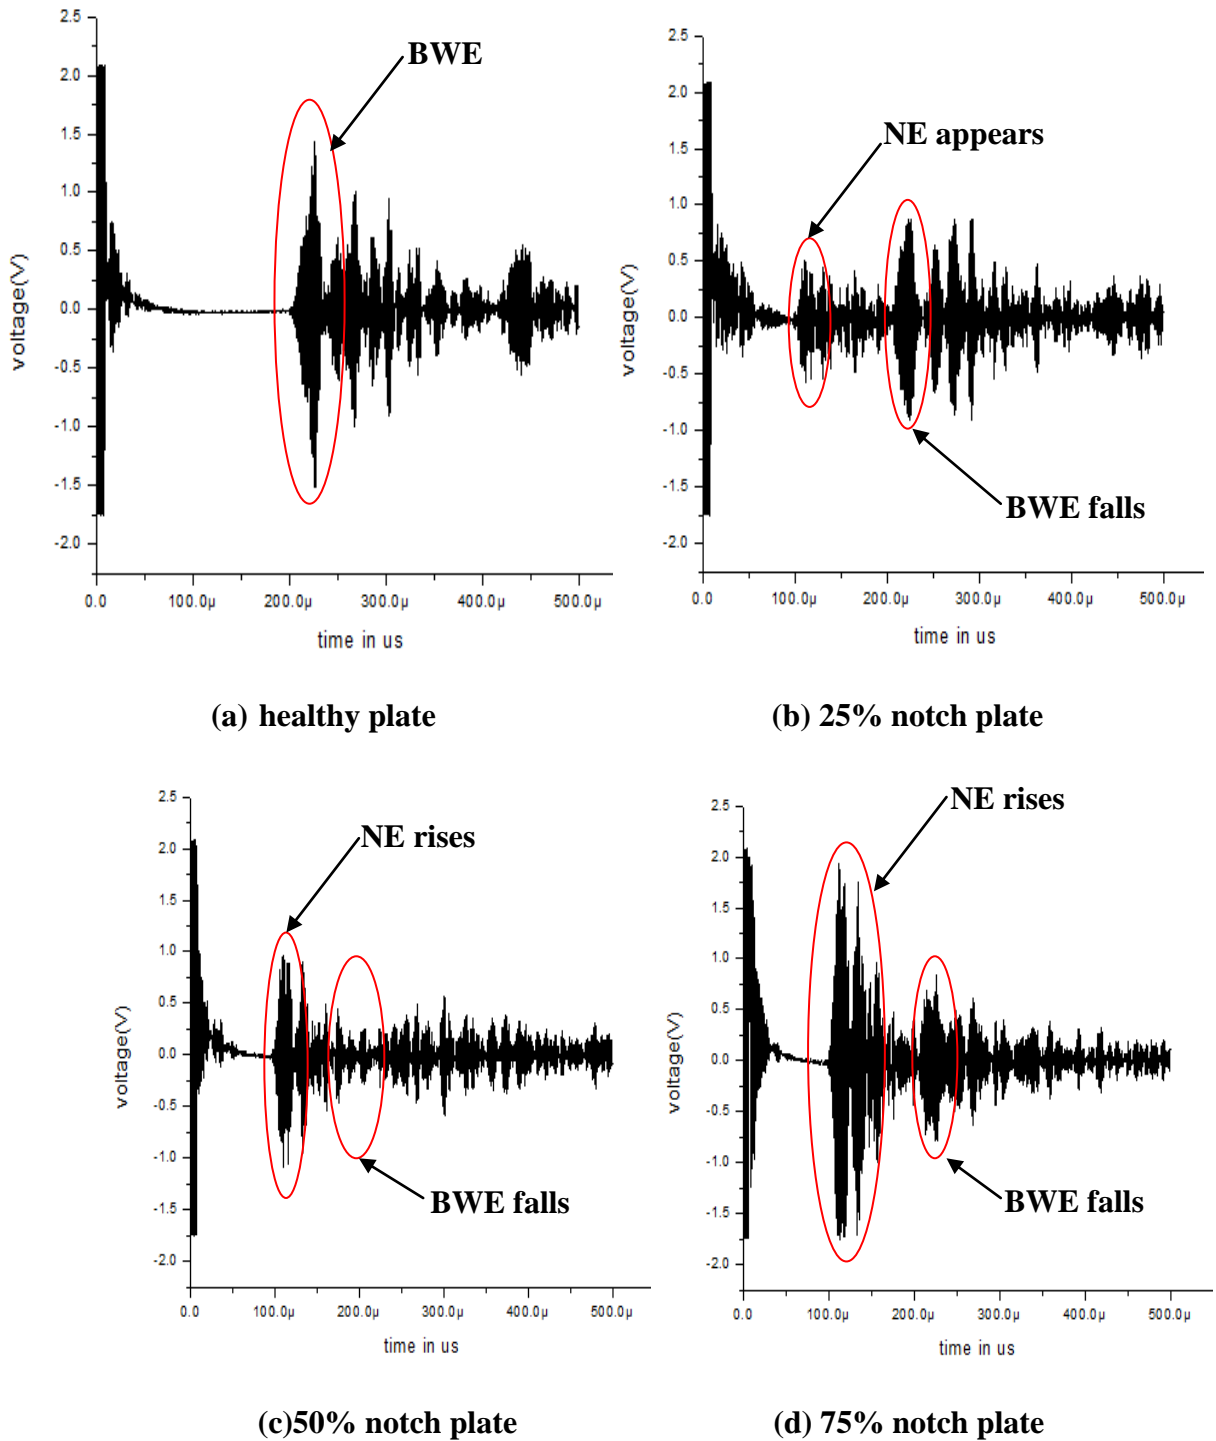 2.5
2.0
1.5
1.0
0.5
0.0
-0.5
-1.0
-1.5
-2.0
voltage(V)
BWE
0.0 100.0µ 200.0µ 300.0µ 400.0µ 500.0µ
time in us
(a) healthy plate
2.5
2.0
1.5
1.0
0.5
0.0
-0.5
-1.0
-1.5
-2.0
voltage(V)
NE appears
BWE falls
0.0 100.0µ 200.0µ 300.0µ 400.0µ 500.0µ
time in us
(b) 25% notch plate
2.5
2.0
1.5
1.0
0.5
0.0
-0.5
-1.0
-1.5
-2.0
voltage(V)
NE rises
BWE falls
0.0 100.0µ 200.0µ 300.0µ 400.0µ 500.0µ
time in us
(c)50% notch plate
2.5
2.0
1.5
1.0
0.5
0.0
-0.5
-1.0
-1.5
-2.0
voltage(V)
NE rises
BWE falls
0.0 100.0µ 200.0µ 300.0µ 400.0µ 500.0µ
time in us
(d) 75% notch plate